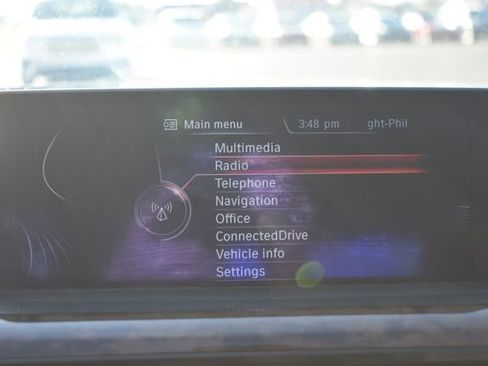 Main menu 3:48 pm ght-Phil
Multimedia
Radio
Telephone
Navigation
Office
ConnectedDrive
Vehicle info
Settings